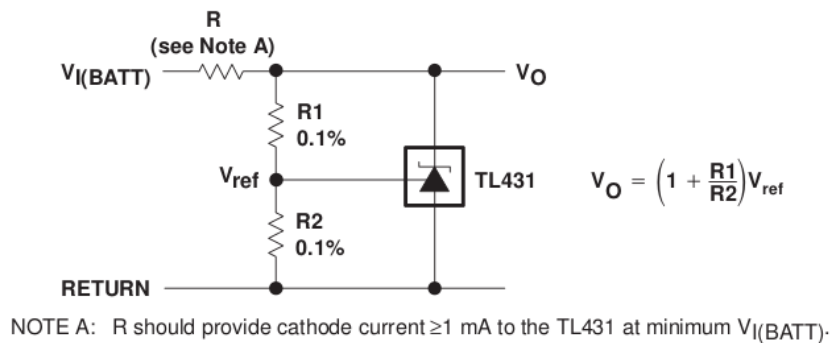 R
(see Note A)
VI(BATT)
VO
R1
0.1%
Vref
TL431
VO = (1 + R1/R2)Vref
R2
0.1%
RETURN
NOTE A: R should provide cathode current ≥1 mA to the TL431 at minimum VI(BATT).